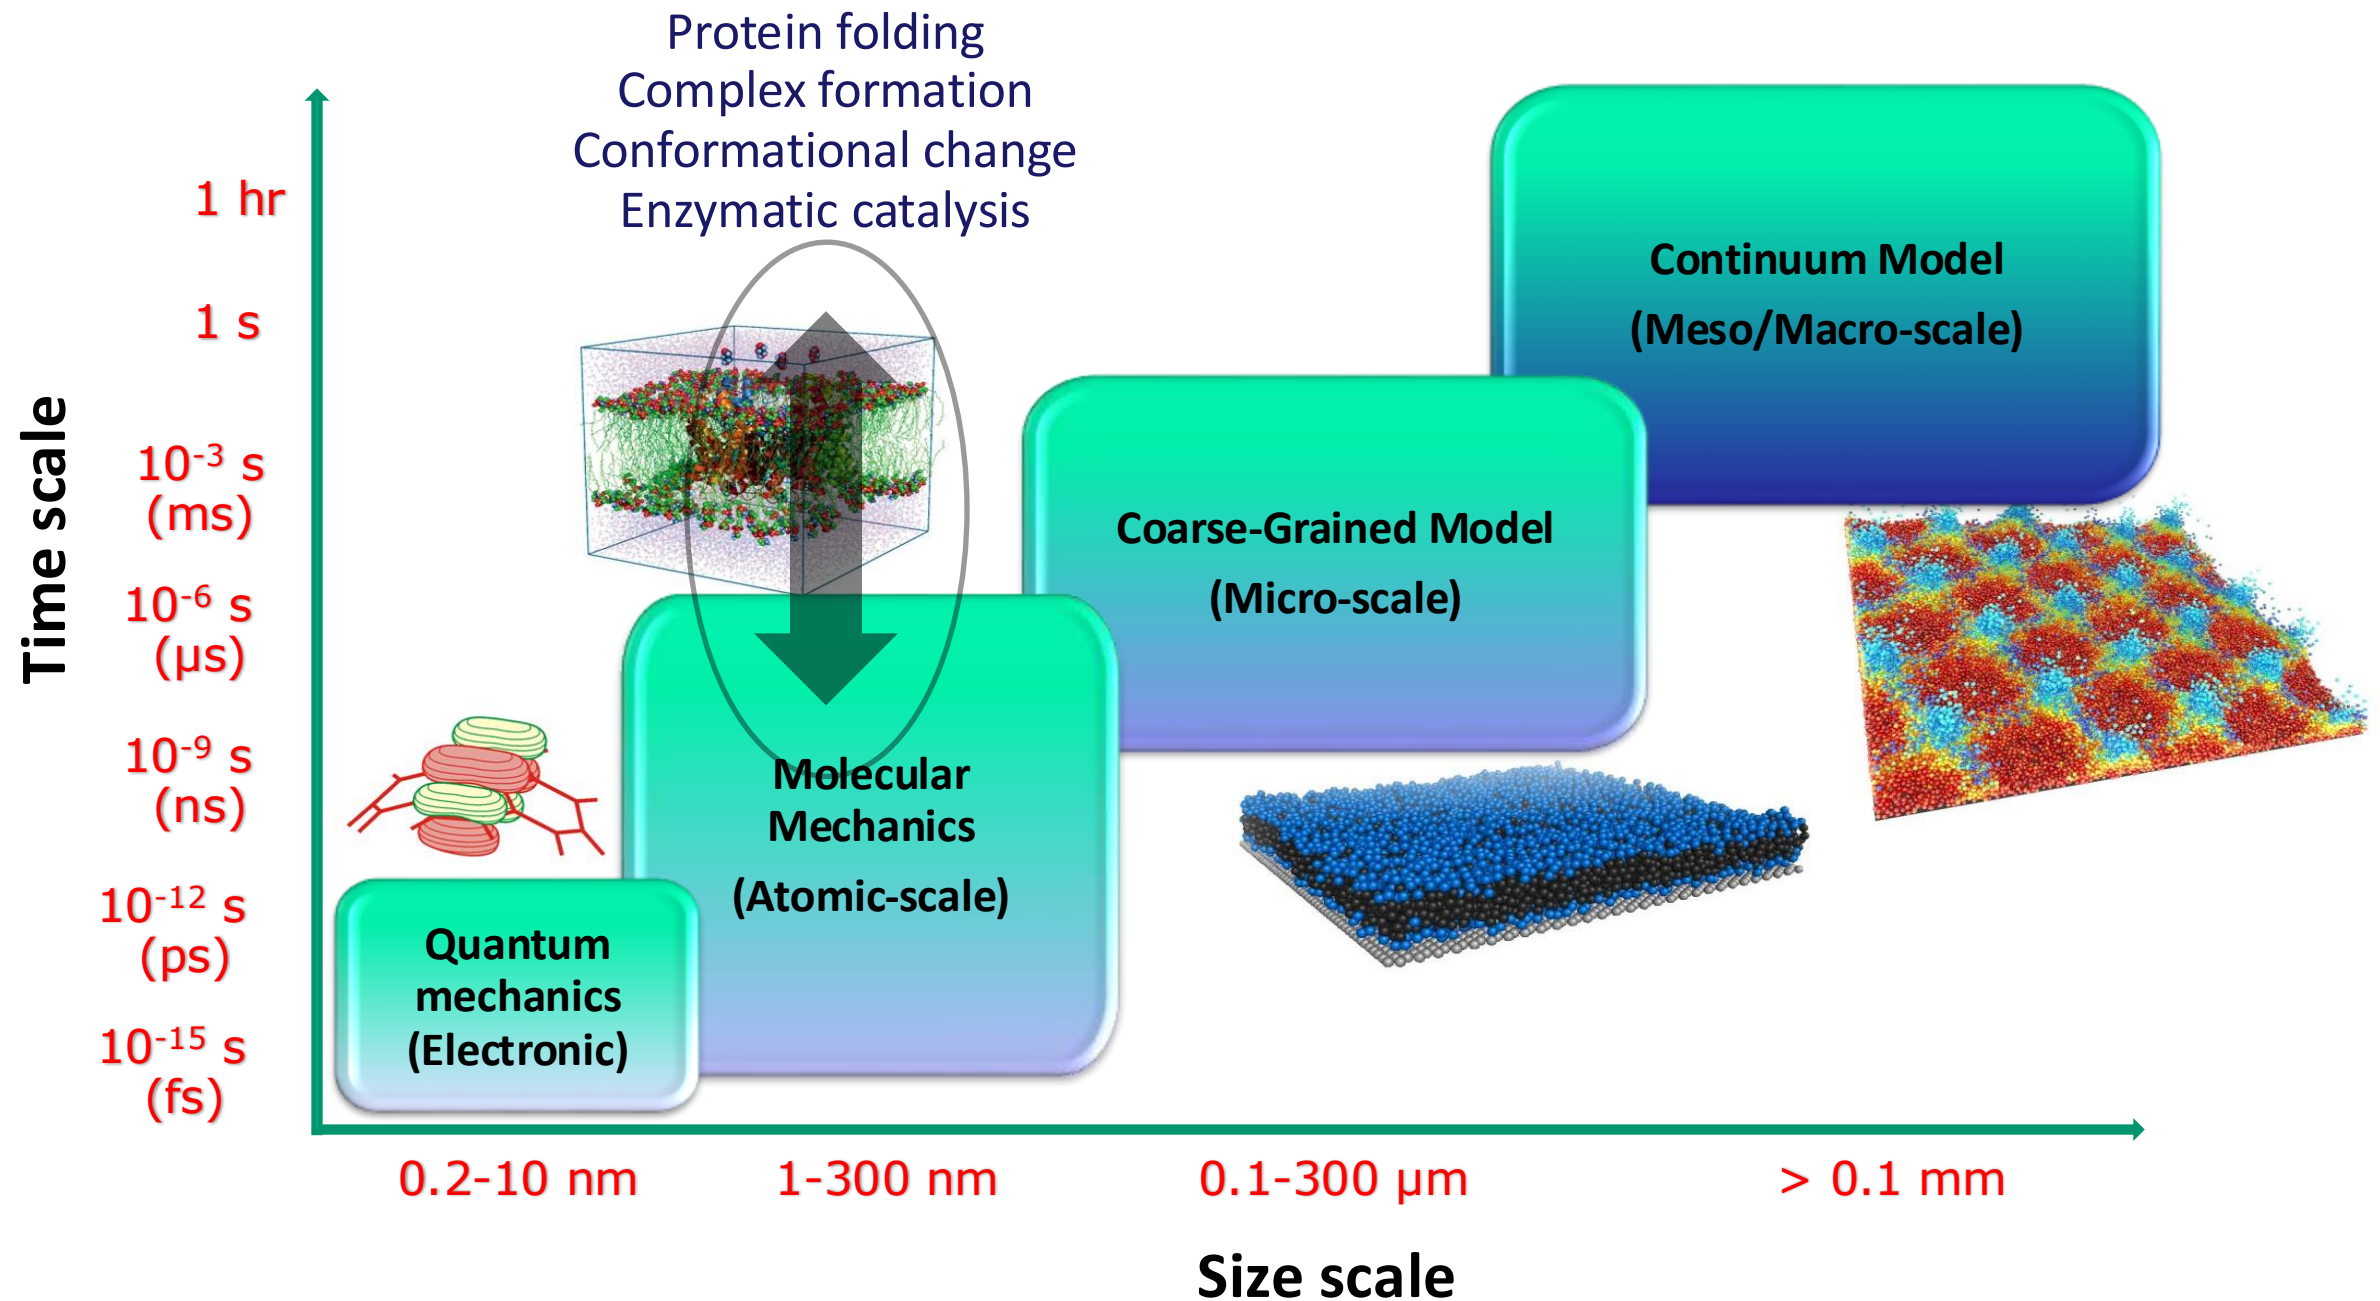 Protein folding
Complex formation
Conformational change
Enzymatic catalysis
Time scale
1 hr
1 s
10⁻³ s
(ms)
10⁻⁶ s
(μs)
10⁻⁹ s
(ns)
10⁻¹² s
(ps)
10⁻¹⁵ s
(fs)
Continuum Model
(Meso/Macro-scale)
Coarse-Grained Model
(Micro-scale)
Molecular
Mechanics
(Atomic-scale)
Quantum
mechanics
(Electronic)
0.2-10 nm
1-300 nm
0.1-300 μm
> 0.1 mm
Size scale